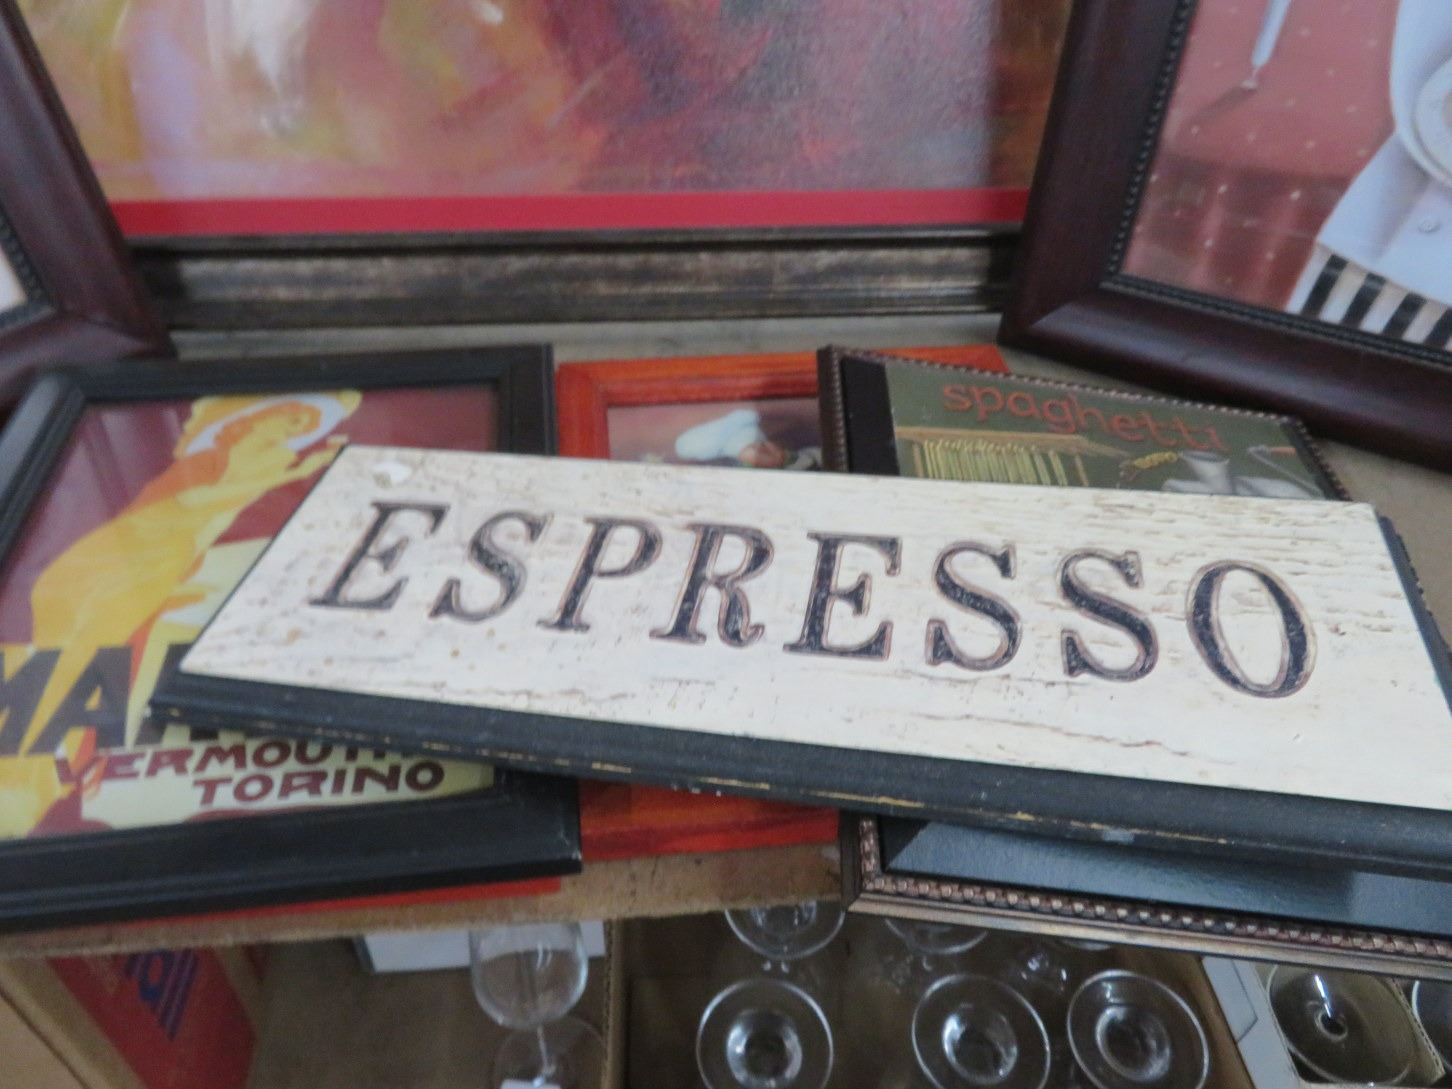 spaghetti
ESPRESSO
VERMOUTH
TORINO